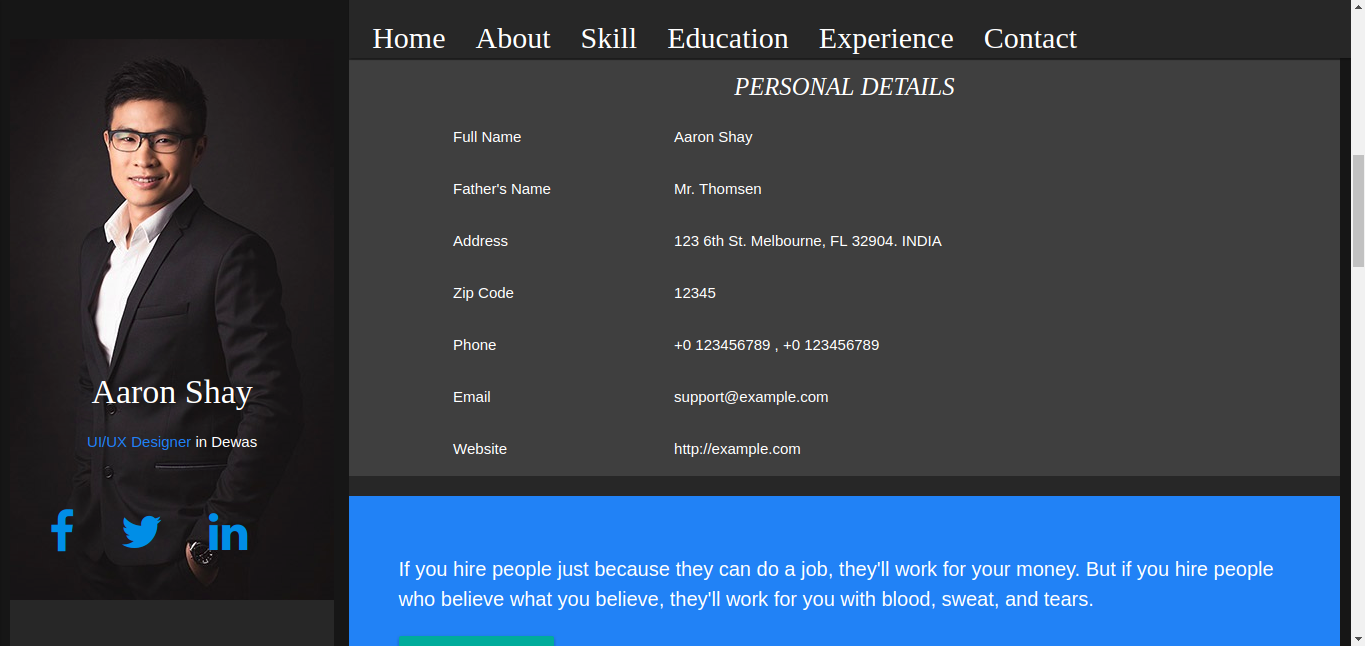 Home About Skill Education Experience Contact
PERSONAL DETAILS
Full Name Aaron Shay
Father's Name Mr. Thomsen
Address 123 6th St. Melbourne, FL 32904. INDIA
Zip Code 12345
Phone +0 123456789 , +0 123456789
Email support@example.com
Website http://example.com
Aaron Shay
UI/UX Designer in Dewas
If you hire people just because they can do a job, they'll work for your money. But if you hire people
who believe what you believe, they'll work for you with blood, sweat, and tears.